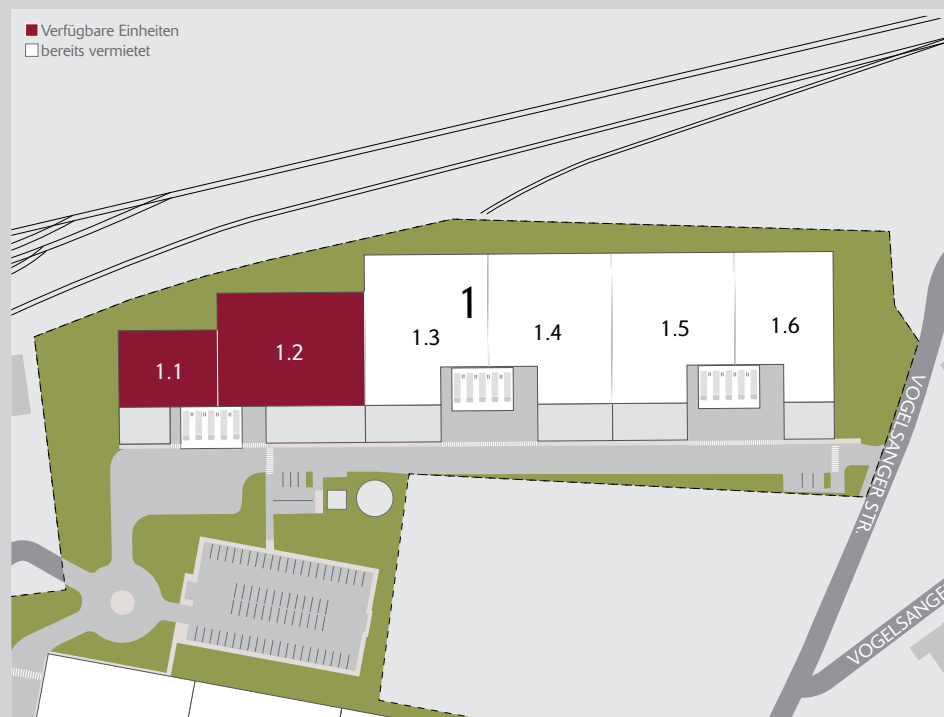 Verfügbare Einheiten
bereits vermietet
1
1.1
1.2
1.3
1.4
1.5
1.6
VOGELSANGER STR.
VOGELSANGE